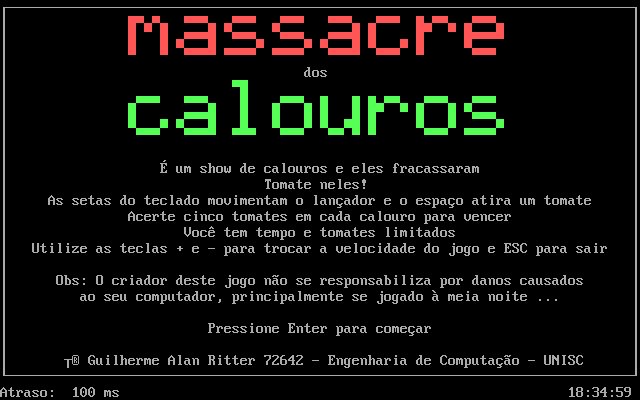 massacre
dos
calouros
É um show de calouros e eles fracassaram
Tomate neles!
As setas do teclado movimentam o lançador e o espaço atira um tomate
Acerte cinco tomates em cada calouro para vencer
Você tem tempo e tomates limitados
Utilize as teclas + e - para trocar a velocidade do jogo e ESC para sair
Obs: O criador deste jogo não se responsabiliza por danos causados
ao seu computador, principalmente se jogado à meia noite ...
Pressione Enter para começar
┬® Guilherme Alan Ritter 72642 - Engenharia de Computação - UNISC
Atraso:  100 ms
18:34:59